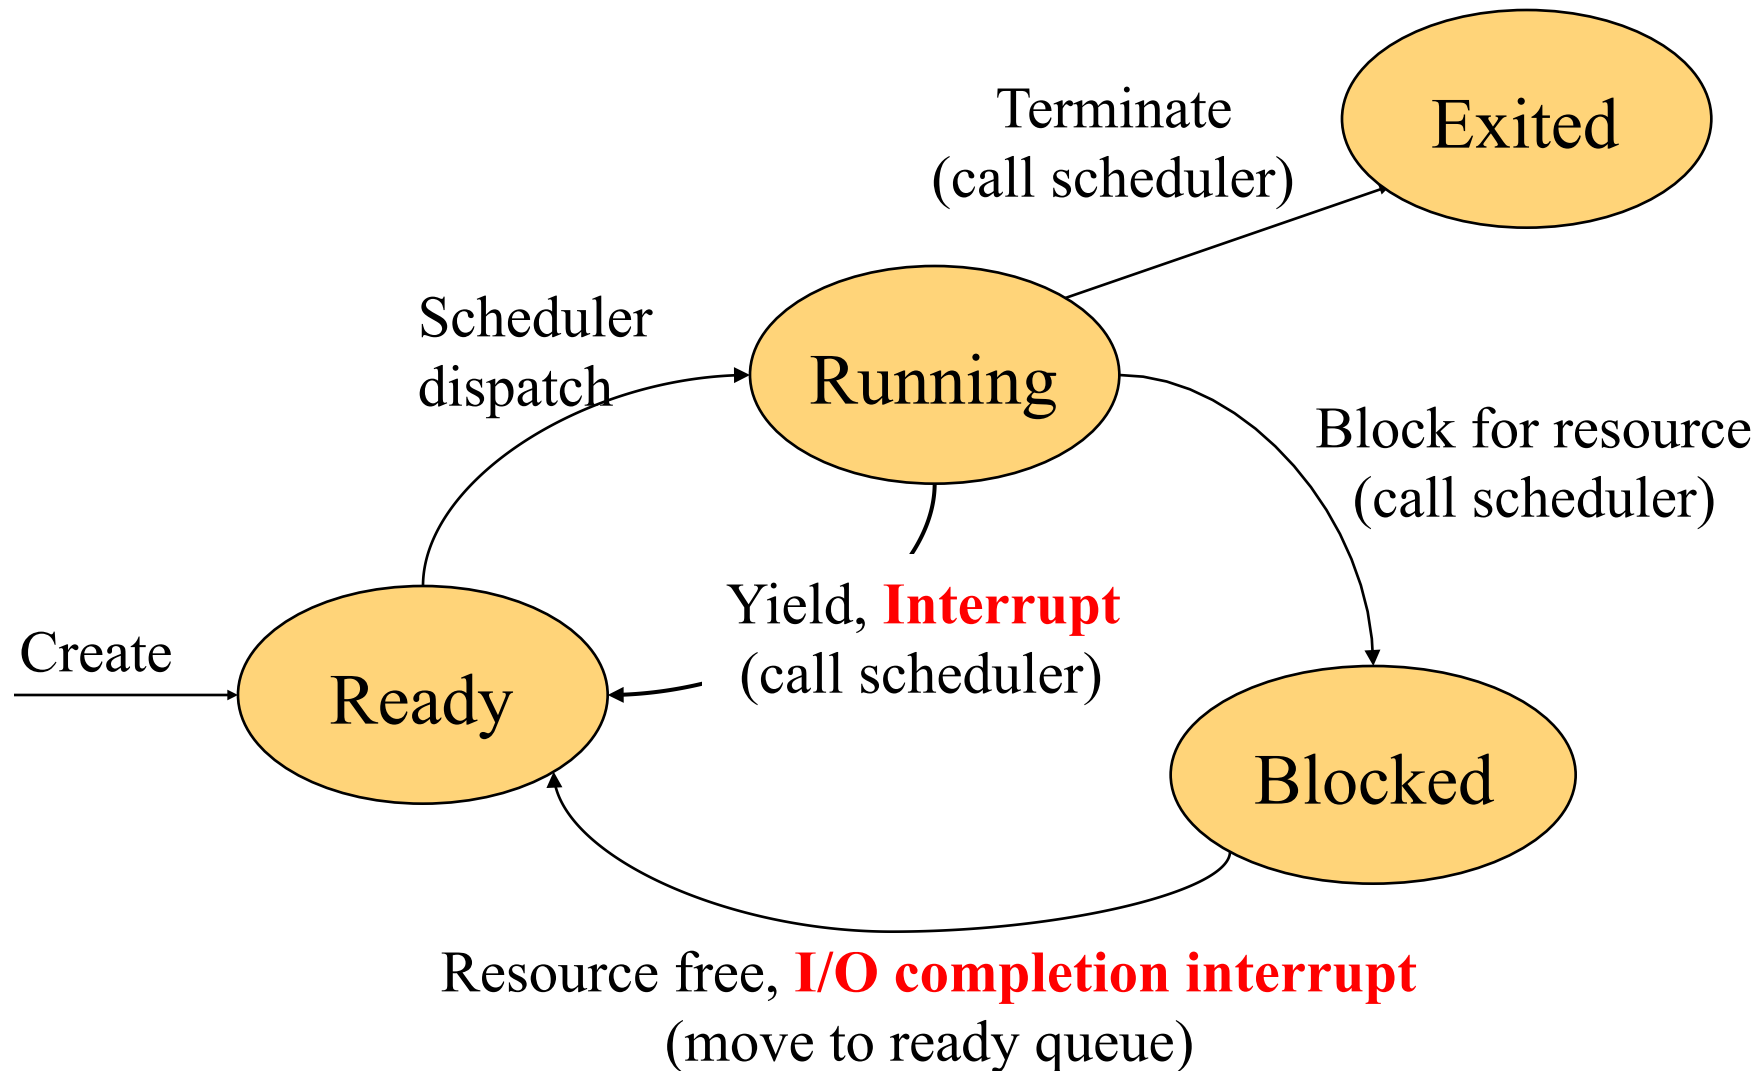 Terminate
(call scheduler)
Exited
Scheduler
dispatch
Running
Block for resource
(call scheduler)
Yield, Interrupt
(call scheduler)
Create
Ready
Blocked
Resource free, I/O completion interrupt
(move to ready queue)